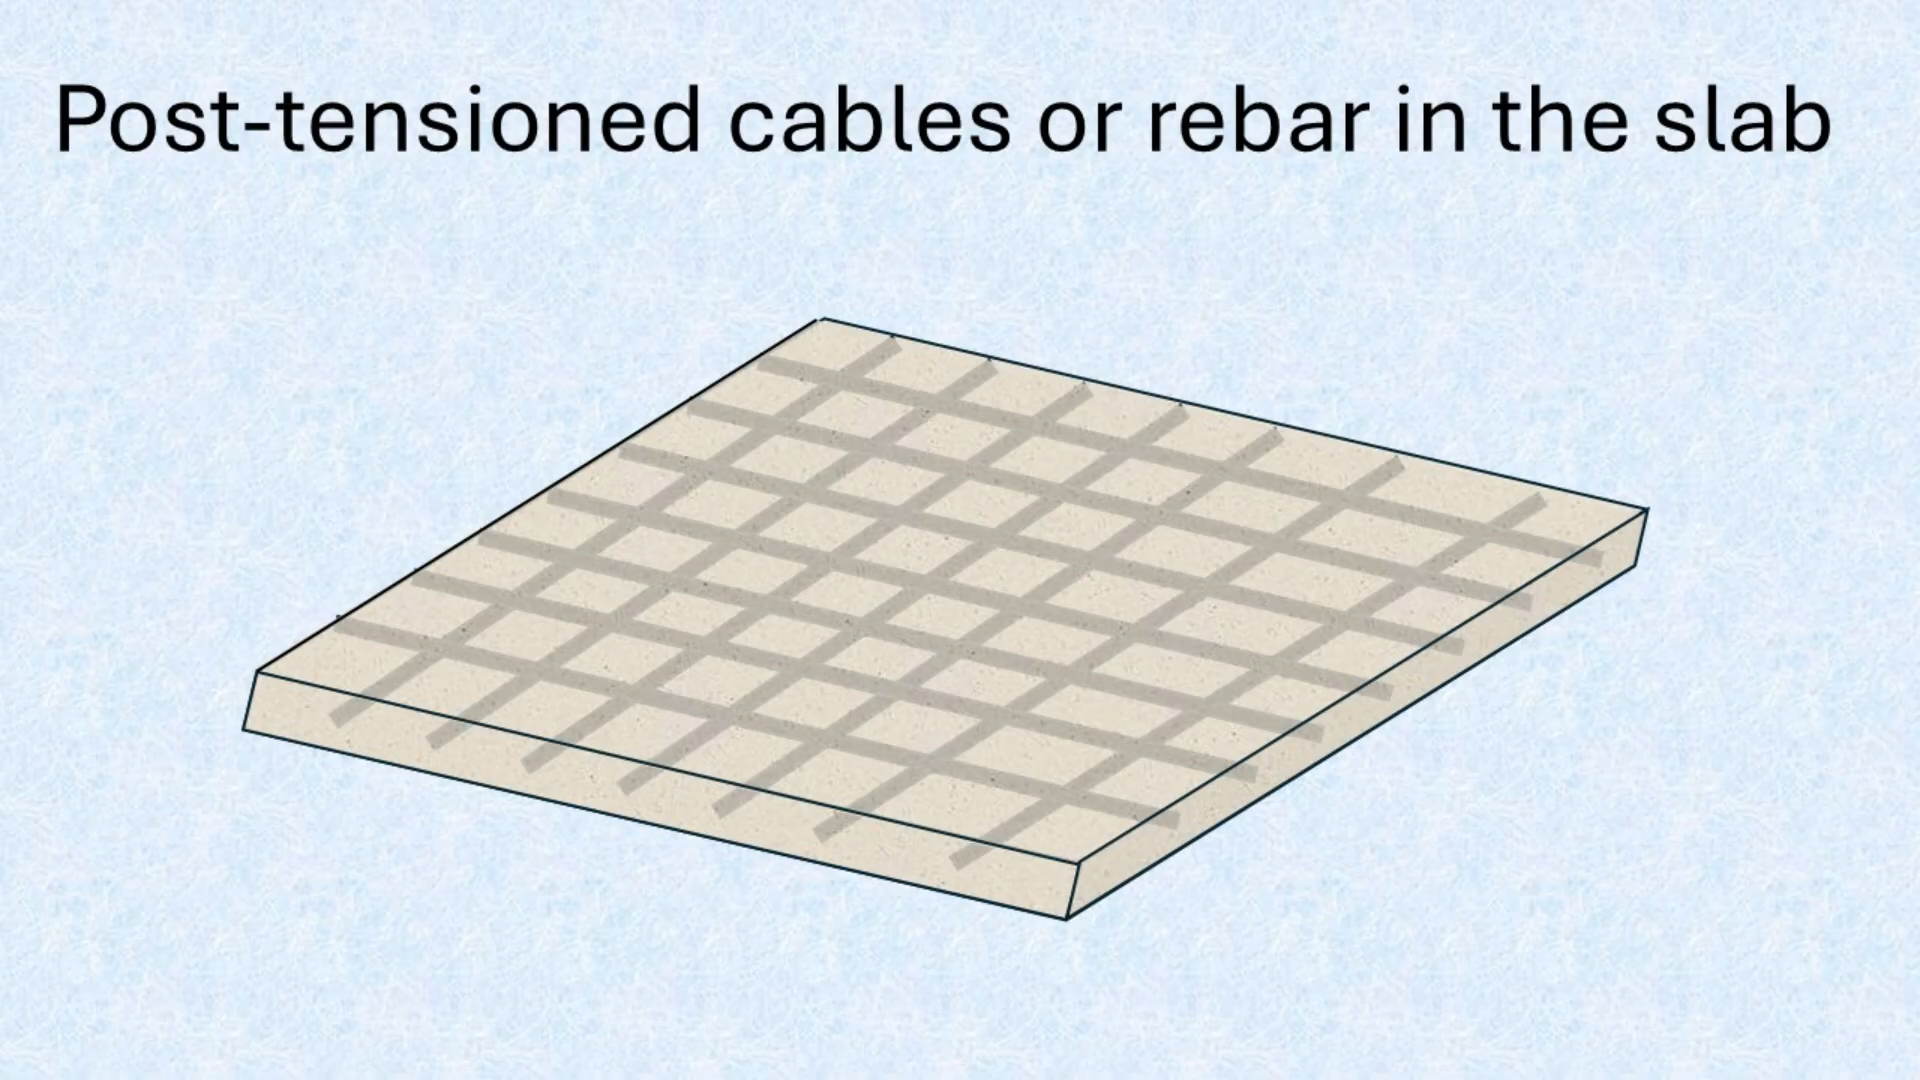 Post-tensioned cables or rebar in the slab